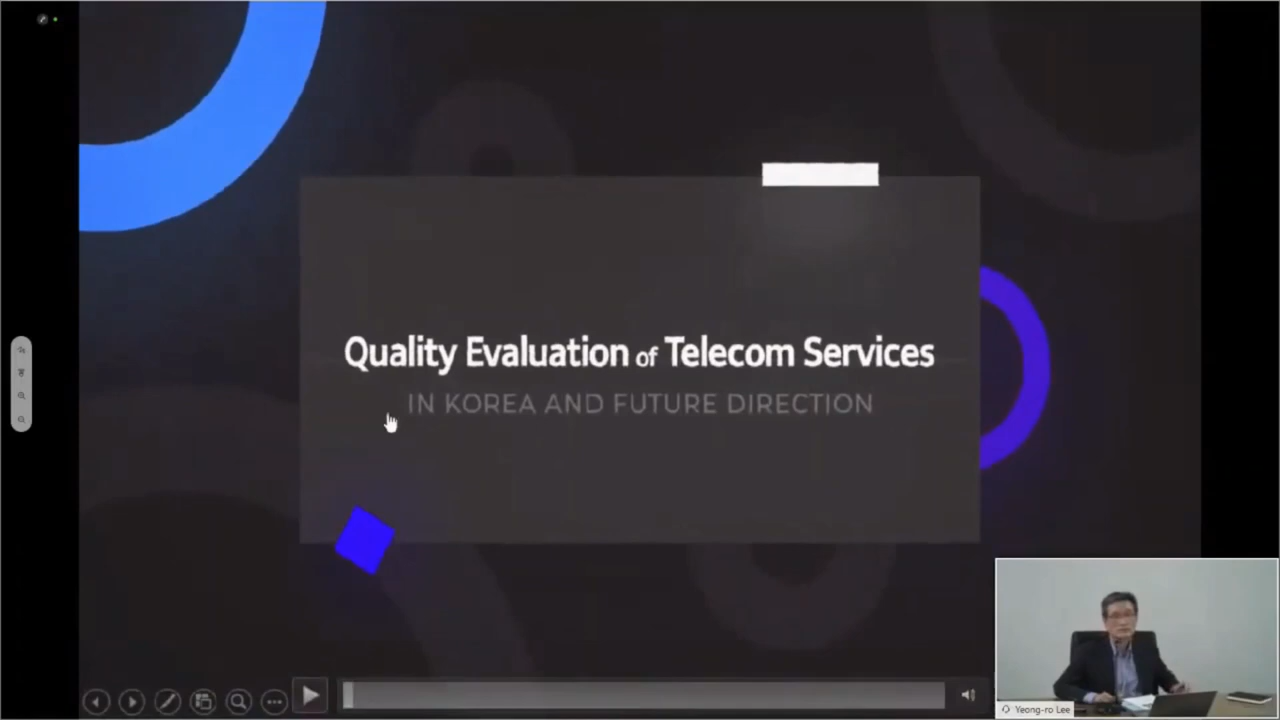 Quality Evaluation of Telecom Services
IN KOREA AND FUTURE DIRECTION
Yeong-ro Lee